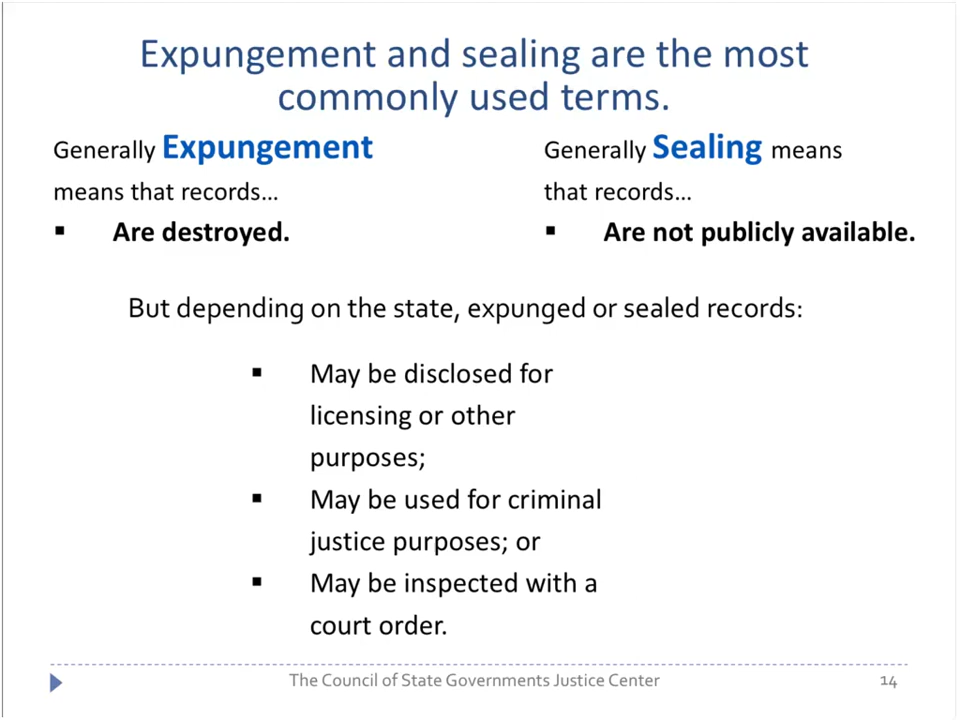 Expungement and sealing are the most
commonly used terms.
Generally Expungement
means that records...
▪ Are destroyed.
Generally Sealing means
that records...
▪ Are not publicly available.
But depending on the state, expunged or sealed records:
▪ May be disclosed for
licensing or other
purposes;
▪ May be used for criminal
justice purposes; or
▪ May be inspected with a
court order.
The Council of State Governments Justice Center
14